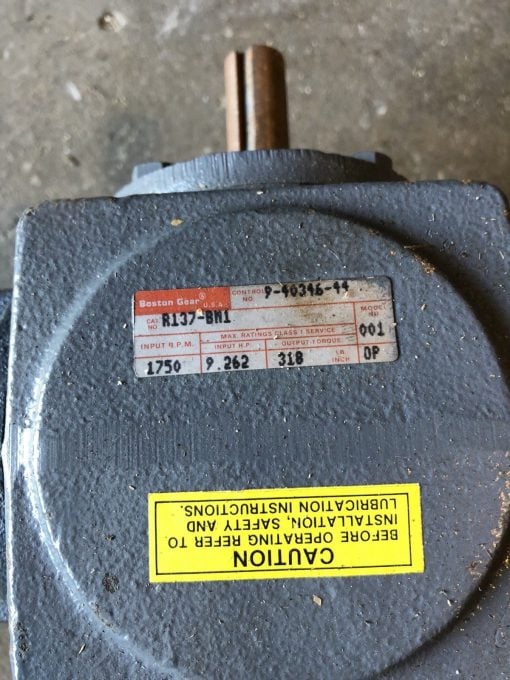 Boston Gear® U.S.A.
CONTROL NO 9-40346-44
CAT NO R137-BN1
MODEL NO 001
MAX. RATINGS CLASS I SERVICE
INPUT R.P.M. INPUT H.P. OUTPUT TORQUE
1750 9.262 318 LB. INCH OP
CAUTION
BEFORE OPERATING REFER TO
INSTALLATION, SAFETY AND
LUBRICATION INSTRUCTIONS.